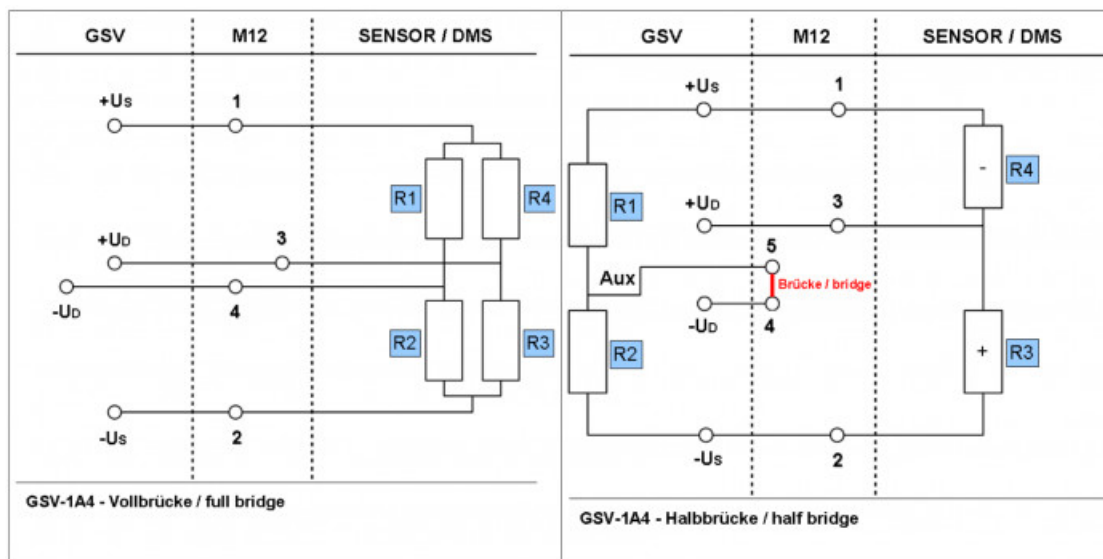 GSV M12 SENSOR / DMS
+US 1
R1 R4
+UD 3
-UD 4
R2 R3
-US 2
GSV-1A4 - Vollbrücke / full bridge
GSV M12 SENSOR / DMS
+US 1
- R4
R1 +UD 3
5
Aux Brücke / bridge
-UD 4
R2 + R3
-US 2
GSV-1A4 - Halbbrücke / half bridge